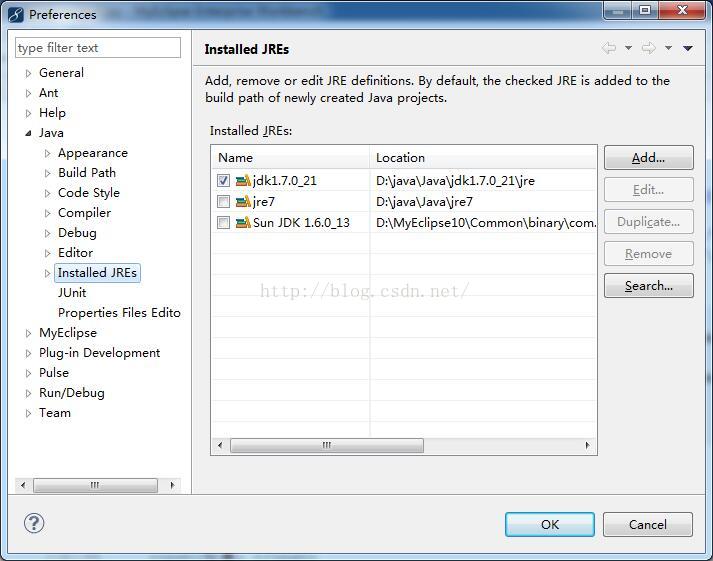 Preferences
type filter text
General
Ant
Help
Java
Appearance
Build Path
Code Style
Compiler
Debug
Editor
Installed JREs
JUnit
Properties Files Edito
MyEclipse
Plug-in Development
Pulse
Run/Debug
Team
Installed JREs
Add, remove or edit JRE definitions. By default, the checked JRE is added to the
build path of newly created Java projects.
Installed JREs:
Name Location
jdk1.7.0_21 D:\java\Java\jdk1.7.0_21\jre
jre7 D:\java\Java\jre7
Sun JDK 1.6.0_13 D:\MyEclipse10\Common\binary\com.
http://blog.csdn.net/
Add...
Edit...
Duplicate...
Remove
Search...
OK
Cancel